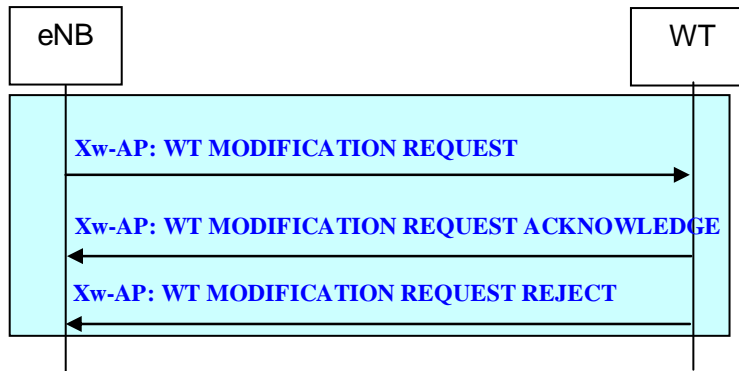 eNB
WT
Xw-AP: WT MODIFICATION REQUEST
Xw-AP: WT MODIFICATION REQUEST ACKNOWLEDGE
Xw-AP: WT MODIFICATION REQUEST REJECT